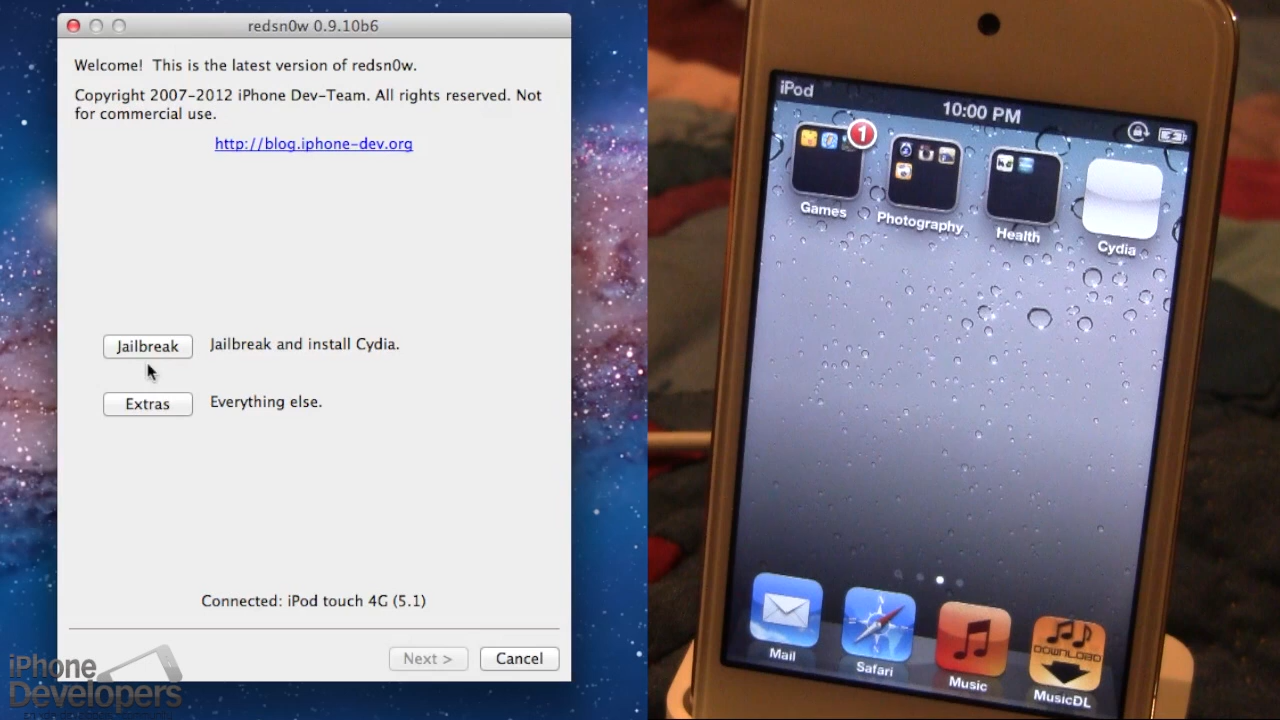 redsn0w 0.9.10b6
Welcome! This is the latest version of redsn0w.
Copyright 2007-2012 iPhone Dev-Team. All rights reserved. Not
for commercial use.
http://blog.iphone-dev.org
Jailbreak
Jailbreak and install Cydia.
Extras
Everything else.
Connected: iPod touch 4G (5.1)
Next >
Cancel
iPhone
Developers
iPod
10:00 PM
1
Games
Photography
Health
Cydia
DOWNLOAD
Mail
Safari
Music
MusicDL